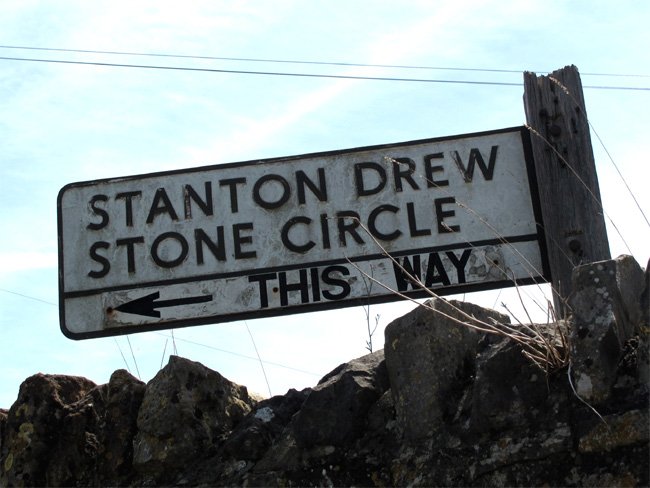 STANTON DREW
STONE CIRCLE
THIS WAY